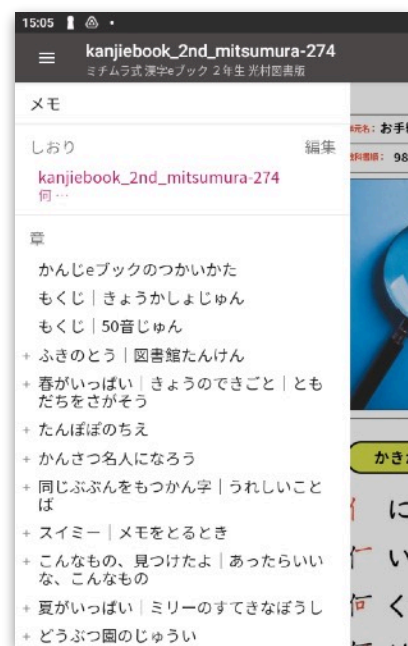 15:05
kanjiebook_2nd_mitsumura-274
ミチムラ式漢字eブック 2年生 光村図書版
メモ
しおり 編集
kanjiebook_2nd_mitsumura-274
何 …
章
かんじeブックのつかいかた
もくじ｜きょうかしょじゅん
もくじ｜50音じゅん
+ ふきのとう｜図書館たんけん
+ 春がいっぱい｜きょうのできごと｜とも
だちをさがそう
+ たんぽぽのちえ
+ かんさつ名人になろう
+ 同じぶぶんをもつかん字｜うれしいこと
ば
+ スイミー｜メモをとるとき
+ こんなもの、見つけたよ｜あったらいい
な、こんなもの
+ 夏がいっぱい｜ミリーのすてきなぼうし
+ どうぶつ園のじゅうい
元名: お手
教科書順: 98
かきか
に
い
く